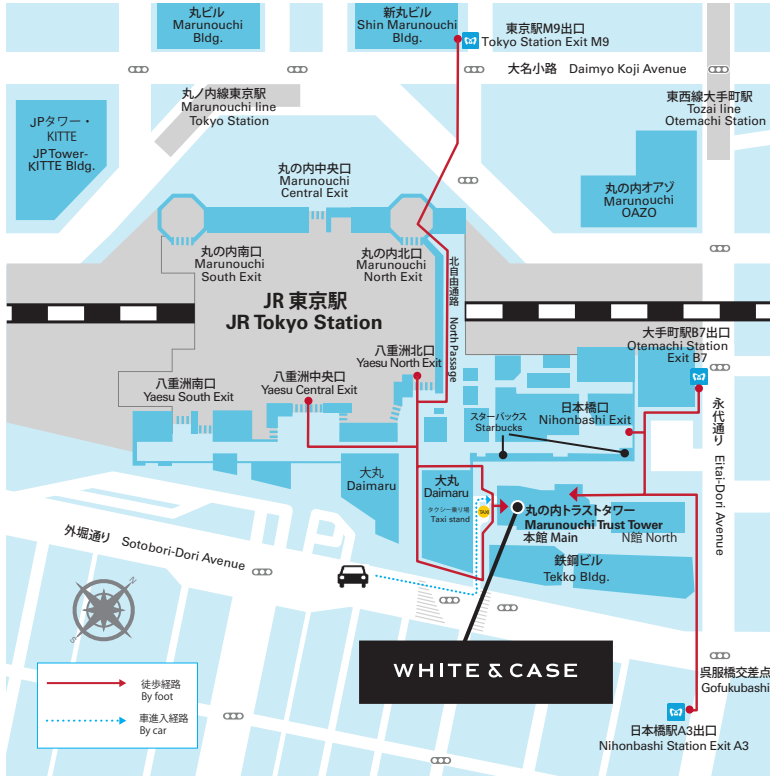 丸ビル
Marunouchi
Bldg.
新丸ビル
Shin Marunouchi
Bldg.
東京駅M9出口
Tokyo Station Exit M9
大名小路 Daimyo Koji Avenue
丸ノ内線東京駅
Marunouchi line
Tokyo Station
東西線大手町駅
Tozai line
Otemachi Station
JPタワー・
KITTE
JP Tower-
KITTE Bldg.
丸の内中央口
Marunouchi
Central Exit
丸の内オアゾ
Marunouchi
OAZO
丸の内南口
Marunouchi
South Exit
丸の内北口
Marunouchi
North Exit
北自由通路 North Passage
JR 東京駅
JR Tokyo Station
大手町駅B7出口
Otemachi Station
Exit B7
八重洲北口
Yaesu North Exit
八重洲中央口
Yaesu Central Exit
八重洲南口
Yaesu South Exit
スターバックス
Starbucks
日本橋口
Nihonbashi Exit
永代通り Eitai-Dori Avenue
大丸
Daimaru
大丸
Daimaru
タクシー乗り場
Taxi stand
TAXI
丸の内トラストタワー
Marunouchi Trust Tower
本館 Main
N館 North
外堀通り Sotobori-Dori Avenue
鉄鋼ビル
Tekko Bldg.
N
S
WHITE & CASE
徒歩経路
By foot
車進入経路
By car
呉服橋交差点
Gofukubashi
日本橋駅A3出口
Nihonbashi Station Exit A3